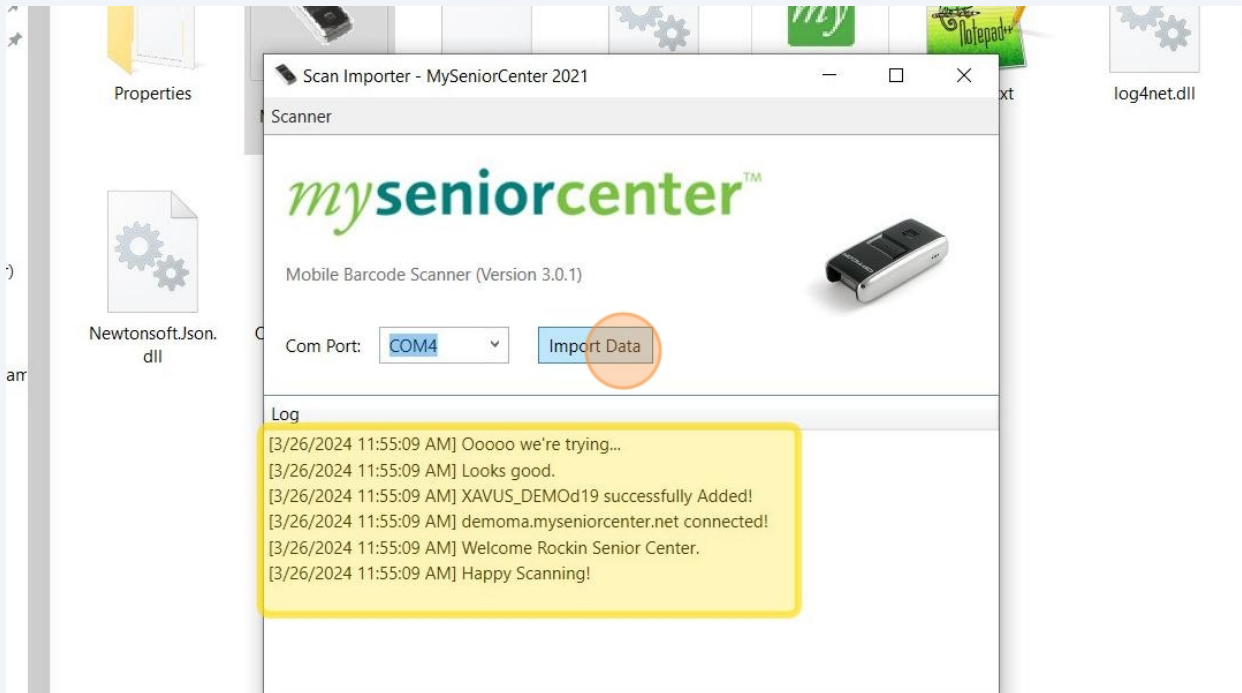 my
Notepad++
Properties
Scan Importer - MySeniorCenter 2021
xt
log4net.dll
Scanner
myseniorcenter™
Mobile Barcode Scanner (Version 3.0.1)
r)
Newtonsoft.Json.
dll
Com Port:
COM4
Import Data
am
Log
[3/26/2024 11:55:09 AM] Ooooo we're trying...
[3/26/2024 11:55:09 AM] Looks good.
[3/26/2024 11:55:09 AM] XAVUS_DEMOd19 successfully Added!
[3/26/2024 11:55:09 AM] demoma.myseniorcenter.net connected!
[3/26/2024 11:55:09 AM] Welcome Rockin Senior Center.
[3/26/2024 11:55:09 AM] Happy Scanning!